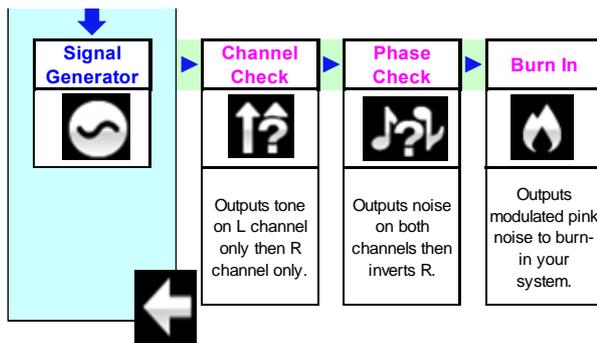 Signal
Generator
Channel
Check
Phase
Check
Burn In
Outputs tone
on L channel
only then R
channel only.
Outputs noise
on both
channels then
inverts R.
Outputs
modulated pink
noise to burn-
in your
system.